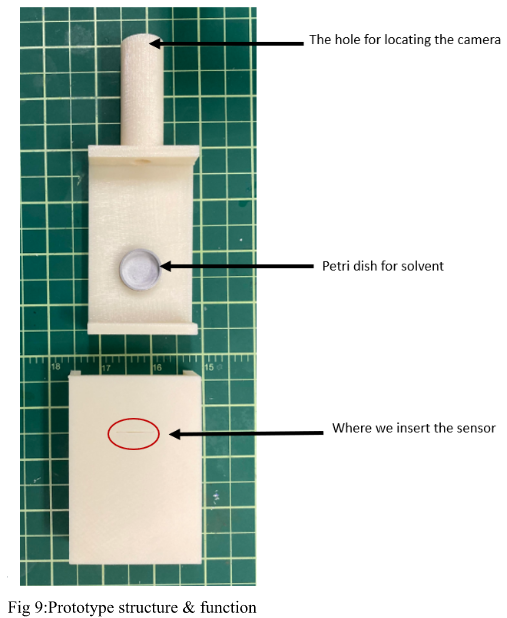 The hole for locating the camera
Petri dish for solvent
18 17 16 15
Where we insert the sensor
Fig 9:Prototype structure & function